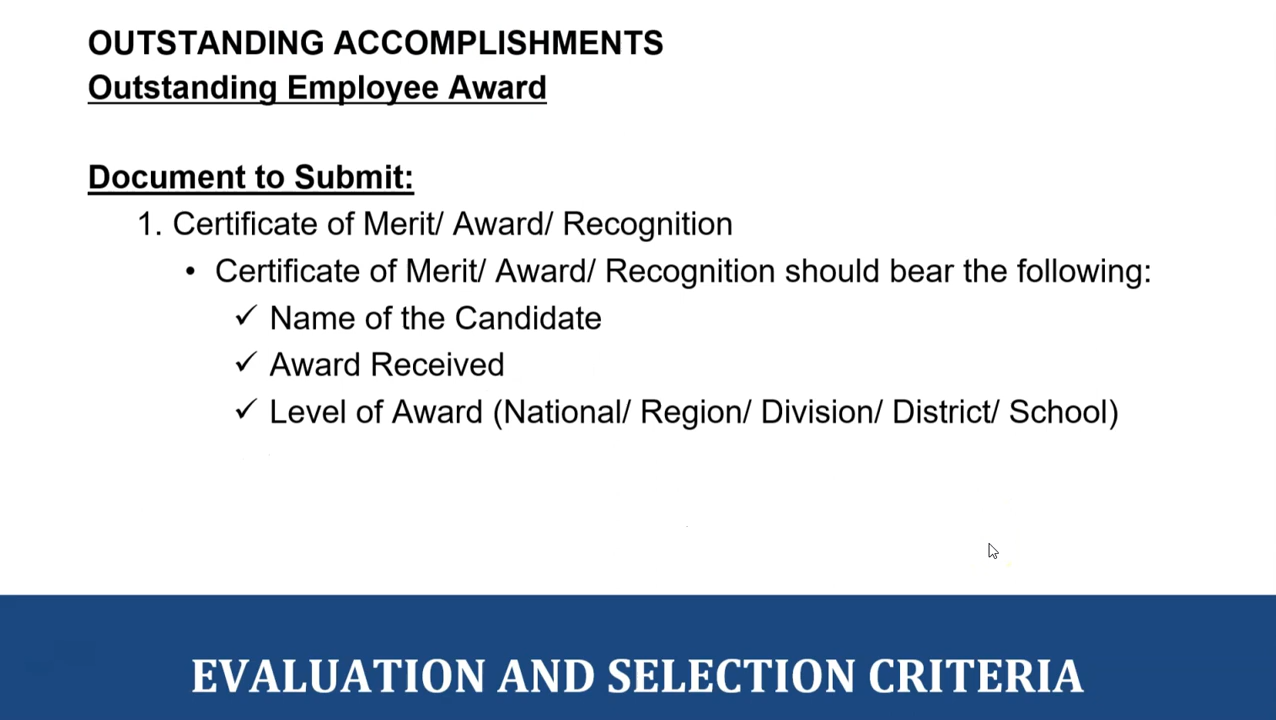 OUTSTANDING ACCOMPLISHMENTS
Outstanding Employee Award
Document to Submit:
1. Certificate of Merit/ Award/ Recognition
• Certificate of Merit/ Award/ Recognition should bear the following:
✓ Name of the Candidate
✓ Award Received
✓ Level of Award (National/ Region/ Division/ District/ School)
EVALUATION AND SELECTION CRITERIA